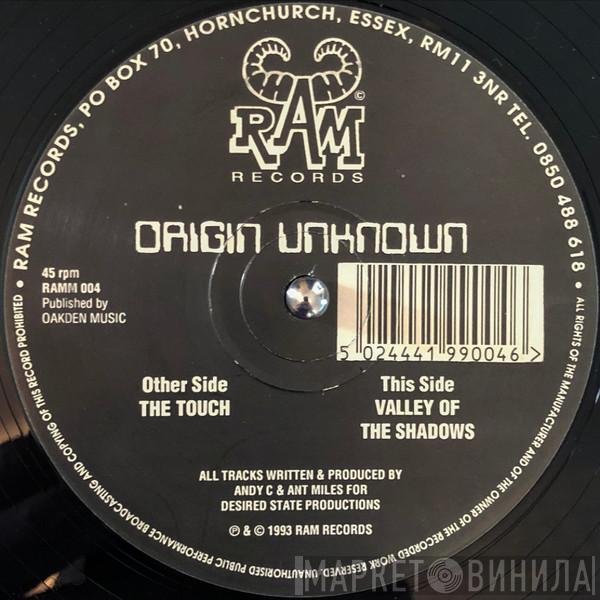 • RAM RECORDS, PO BOX 70, HORNCHURCH, ESSEX, RM11 3NR TEL. 0850 488 618 •
RAM
©
RECORDS
ORIGIN UNKNOWN
45 rpm
RAMM 004
Published by
OAKDEN MUSIC
5 024441 990046 >
Other Side
THE TOUCH
This Side
VALLEY OF
THE SHADOWS
ALL TRACKS WRITTEN & PRODUCED BY
ANDY C & ANT MILES FOR
DESIRED STATE PRODUCTIONS
℗ & © 1993 RAM RECORDS
ALL RIGHTS OF THE MANUFACTURER AND OF THE OWNER OF THE RECORDED WORK RESERVED. UNAUTHORISED PUBLIC PERFORMANCE BROADCASTING AND COPYING OF THIS RECORD PROHIBITED
МАРКЕТ ВИНИЛА